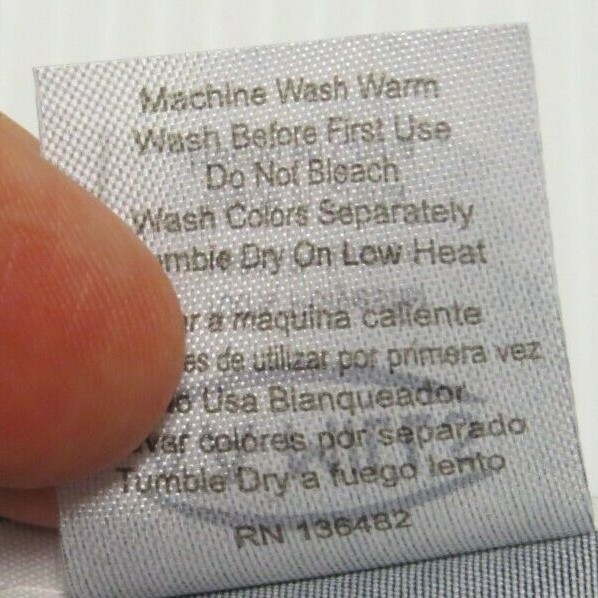 Machine Wash Warm
Wash Before First Use
Do Not Bleach
Wash Colors Separately
Tumble Dry On Low Heat
a maquina caliente
de utilizar por primera vez
Usa Blanqueador
colores por separado
Tumble Dry a fuego lento
RN 136482